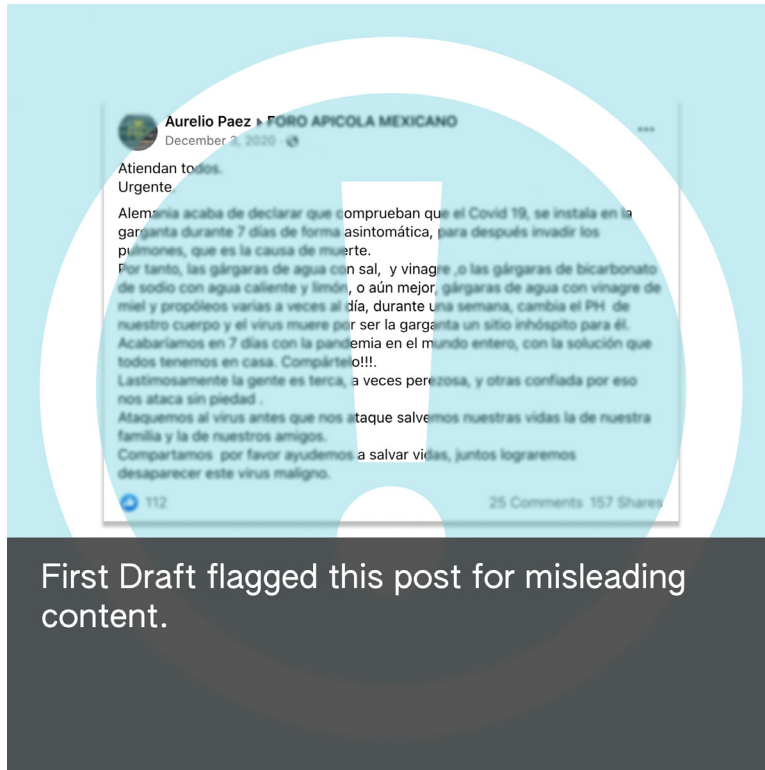 Aurelio Paez ▸ FORO APICOLA MEXICANO
December 3, 2020 ·
Atiendan todos.
Urgente
Alemania acaba de declarar que comprueban que el Covid 19, se instala en la
garganta durante 7 días de forma asintomática, para después invadir los
pulmones, que es la causa de muerte.
Por tanto, las gárgaras de agua con sal, y vinagre ,o las gárgaras de bicarbonato
de sodio con agua caliente y limón, o aún mejor, gárgaras de agua con vinagre de
miel y propóleos varias a veces al día, durante una semana, cambia el PH de
nuestro cuerpo y el virus muere por ser la garganta un sitio inhóspito para él.
Acabaríamos en 7 días con la pandemia en el mundo entero, con la solución que
todos tenemos en casa. Compártelo!!!.
Lastimosamente la gente es terca, a veces perezosa, y otras confiada por eso
nos ataca sin piedad .
Ataquemos al virus antes que nos ataque salvemos nuestras vidas la de nuestra
familia y la de nuestros amigos.
Compartamos por favor ayudemos a salvar vidas, juntos lograremos
desaparecer este virus maligno.
112
25 Comments 157 Shares
First Draft flagged this post for misleading
content.